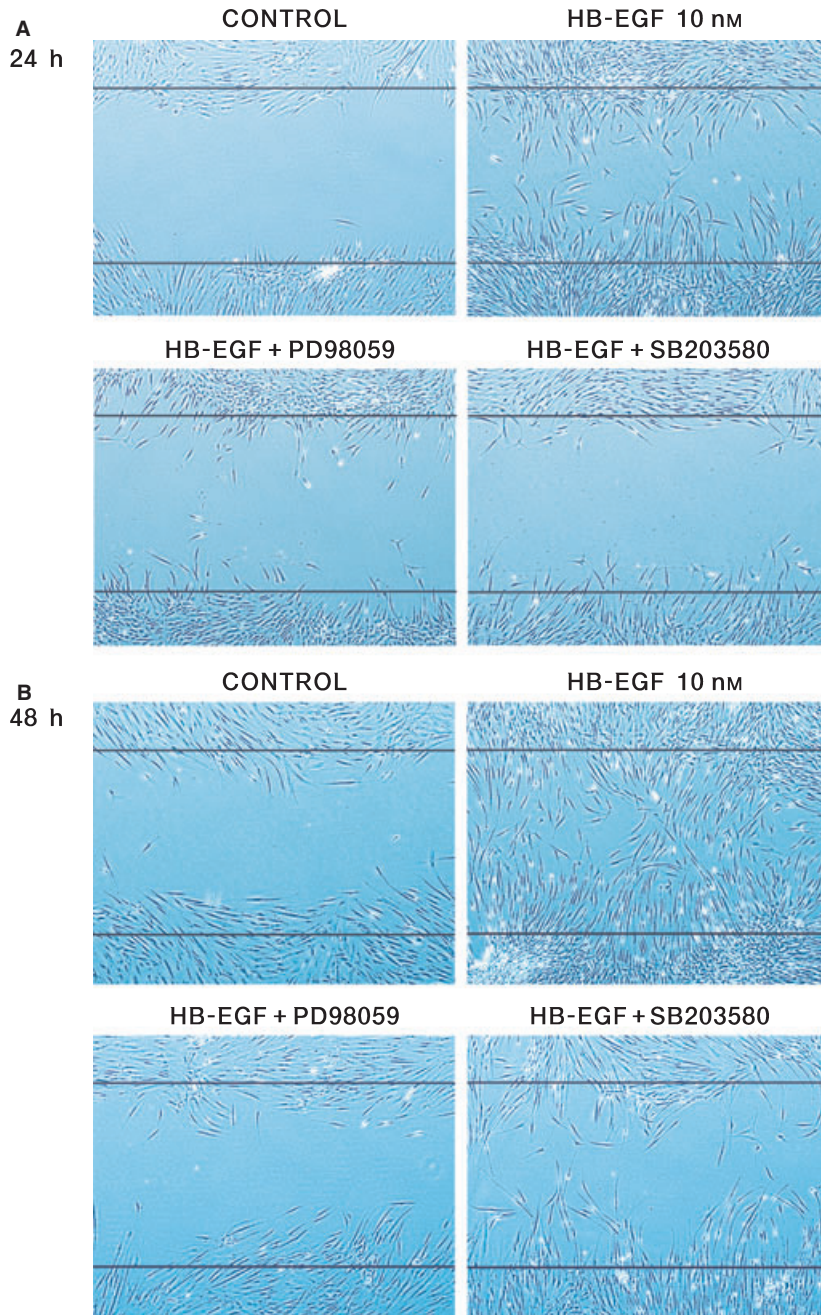 A
CONTROL HB-EGF 10 nM
24 h
HB-EGF + PD98059 HB-EGF + SB203580
B
CONTROL HB-EGF 10 nM
48 h
HB-EGF + PD98059 HB-EGF + SB203580